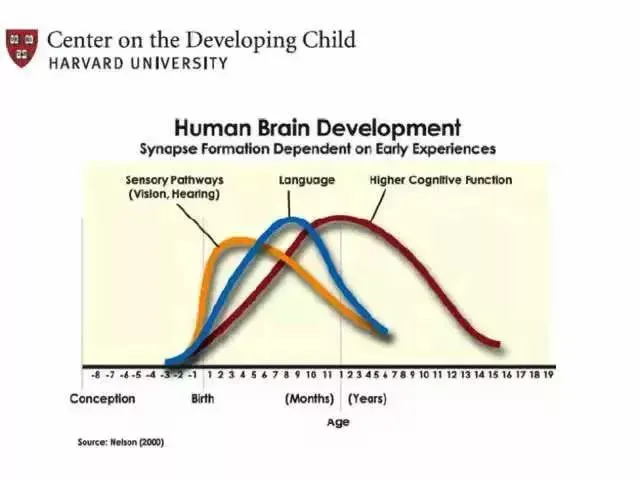 Center on the Developing Child
HARVARD UNIVERSITY
Human Brain Development
Synapse Formation Dependent on Early Experiences
Sensory Pathways
(Vision, Hearing)
Language
Higher Cognitive Function
-8 -7 -6 -5 -4 -3 -2 -1 1 2 3 4 5 6 7 8 9 10 11 1 2 3 4 5 6 7 8 9 10 11 12 13 14 15 16 17 18 19
Conception Birth (Months) (Years)
Age
Source: Nelson (2000)